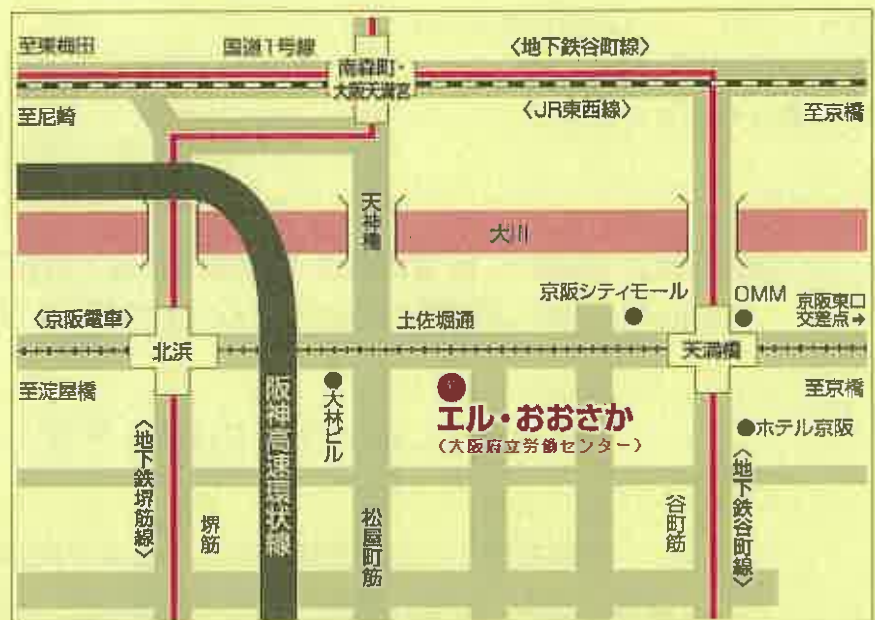 至東梅田
国道1号線
〈地下鉄谷町線〉
南森町・
大阪天満宮
至尼崎
〈JR東西線〉
至京橋
天神橋
大川
京阪シティモール
OMM
京阪東口
交差点→
〈京阪電車〉
土佐堀通
北浜
天満橋
至淀屋橋
至京橋
大林ビル
エル・おおさか
(大阪府立労働センター)
ホテル京阪
阪神高速環状線
〈地下鉄堺筋線〉
堺筋
松屋町筋
谷町筋
〈地下鉄谷町線〉